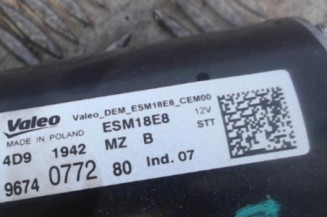 Valeo Valeo_DEM_ESM18E8_CEM00
MADE IN POLAND ESM18E8 12V
4D9 1942 MZ B STT
9674 0772 80 Ind. 07